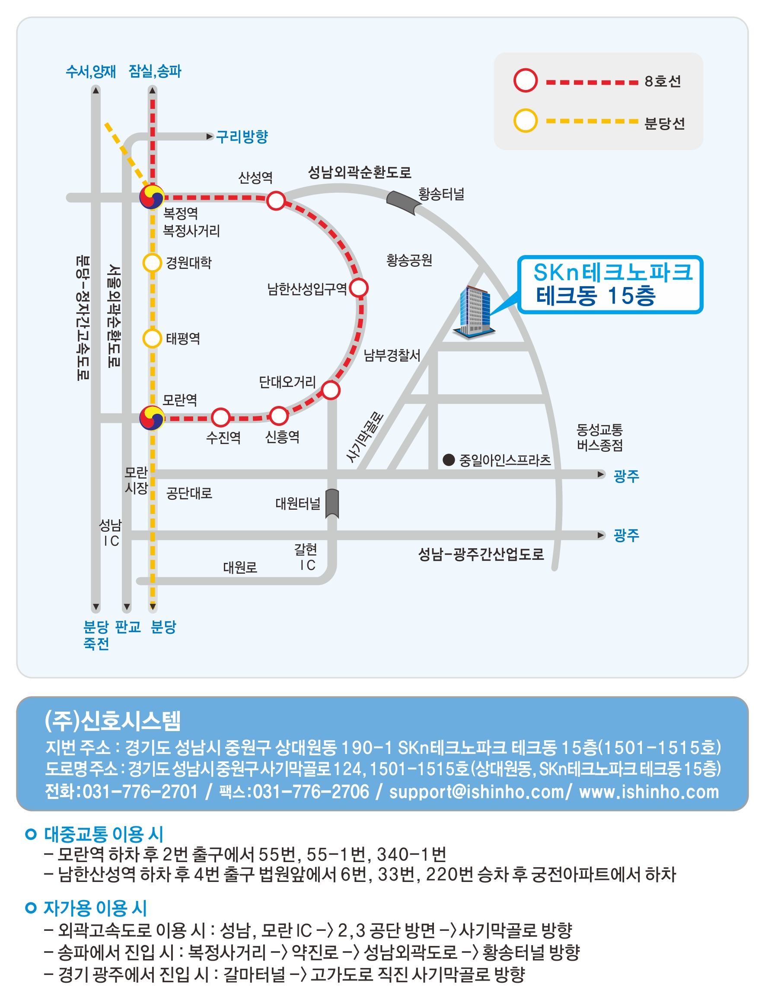 수서,양재
잠실,송파
8호선
분당선
구리방향
성남외곽순환도로
산성역
황송터널
복정역
복정사거리
황송공원
경원대학
분당-정자간고속도로
서울외곽순환도로
SKn테크노파크
테크동 15층
남한산성입구역
태평역
남부경찰서
단대오거리
모란역
수진역
신흥역
사기막골로
동성교통
버스종점
중일아인스프라츠
모란
시장
광주
공단대로
대원터널
성남
IC
광주
갈현
IC
성남-광주간산업도로
대원로
분당
죽전
판교
분당
(주)신호시스템
지번 주소 : 경기도 성남시 중원구 상대원동 190-1 SKn테크노파크 테크동 15층(1501-1515호)
도로명 주소 : 경기도 성남시 중원구 사기막골로 124, 1501-1515호 (상대원동, SKn테크노파크 테크동 15층)
전화:031-776-2701 / 팩스:031-776-2706 / support@ishinho.com/ www.ishinho.com
대중교통 이용 시
- 모란역 하차 후 2번 출구에서 55번, 55-1번, 340-1번
- 남한산성역 하차 후 4번 출구 법원앞에서 6번, 33번, 220번 승차 후 궁전아파트에서 하차
자가용 이용 시
- 외곽고속도로 이용 시 : 성남, 모란 IC -> 2,3 공단 방면 -> 사기막골로 방향
- 송파에서 진입 시 : 복정사거리 -> 약진로 -> 성남외곽도로 -> 황송터널 방향
- 경기 광주에서 진입 시 : 갈마터널 -> 고가도로 직진 사기막골로 방향